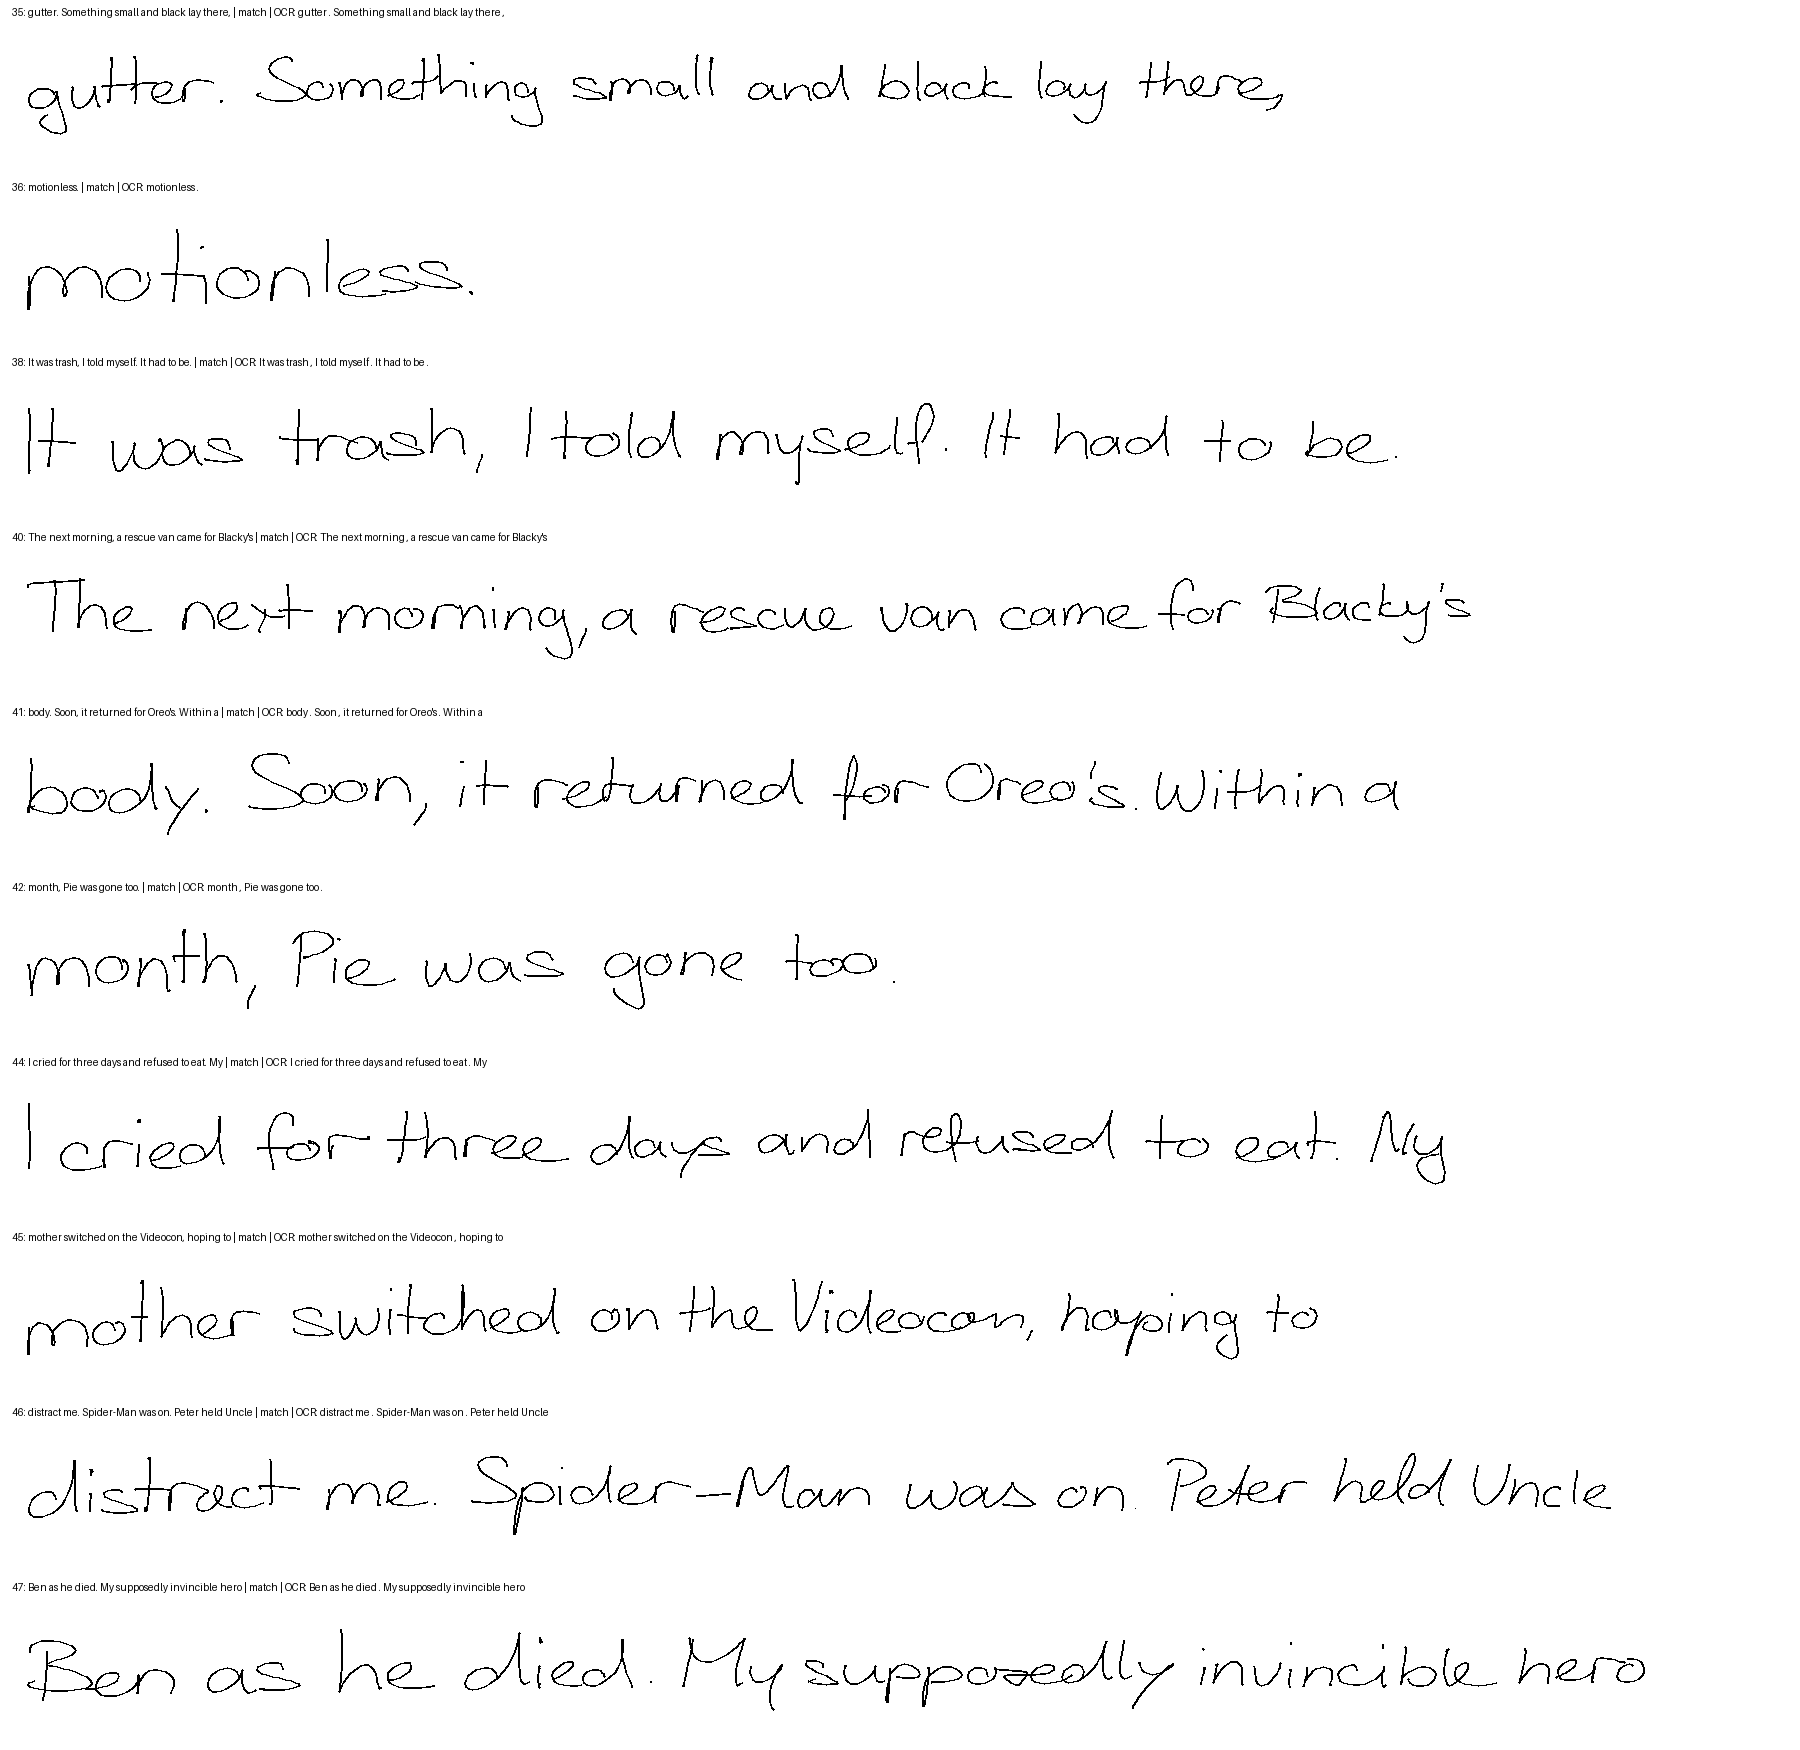 35: gutter. Something small and black lay there, | match | OCR: gutter . Something small and black lay there ,
gutter. Something small and black lay there,
36: motionless. | match | OCR: motionless .
motionless.
38: It was trash, I told myself. It had to be. | match | OCR: It was trash , I told myself . It had to be .
It was trash, I told myself. It had to be.
40: The next morning, a rescue van came for Blacky's | match | OCR: The next morning , a rescue van came for Blacky's
The next morning, a rescue van came for Blacky's
41: body. Soon, it returned for Oreo's. Within a | match | OCR: body . Soon , it returned for Oreo's . Within a
body. Soon, it returned for Oreo's. Within a
42: month, Pie was gone too. | match | OCR: month , Pie was gone too .
month, Pie was gone too.
44: I cried for three days and refused to eat. My | match | OCR: I cried for three days and refused to eat . My
I cried for three days and refused to eat. My
45: mother switched on the Videocon, hoping to | match | OCR: mother switched on the Videocon , hoping to
mother switched on the Videocon, hoping to
46: distract me. Spider-Man was on. Peter held Uncle | match | OCR: distract me . Spider-Man was on . Peter held Uncle
distract me. Spider-Man was on. Peter held Uncle
47: Ben as he died. My supposedly invincible hero | match | OCR: Ben as he died . My supposedly invincible hero
Ben as he died. My supposedly invincible hero